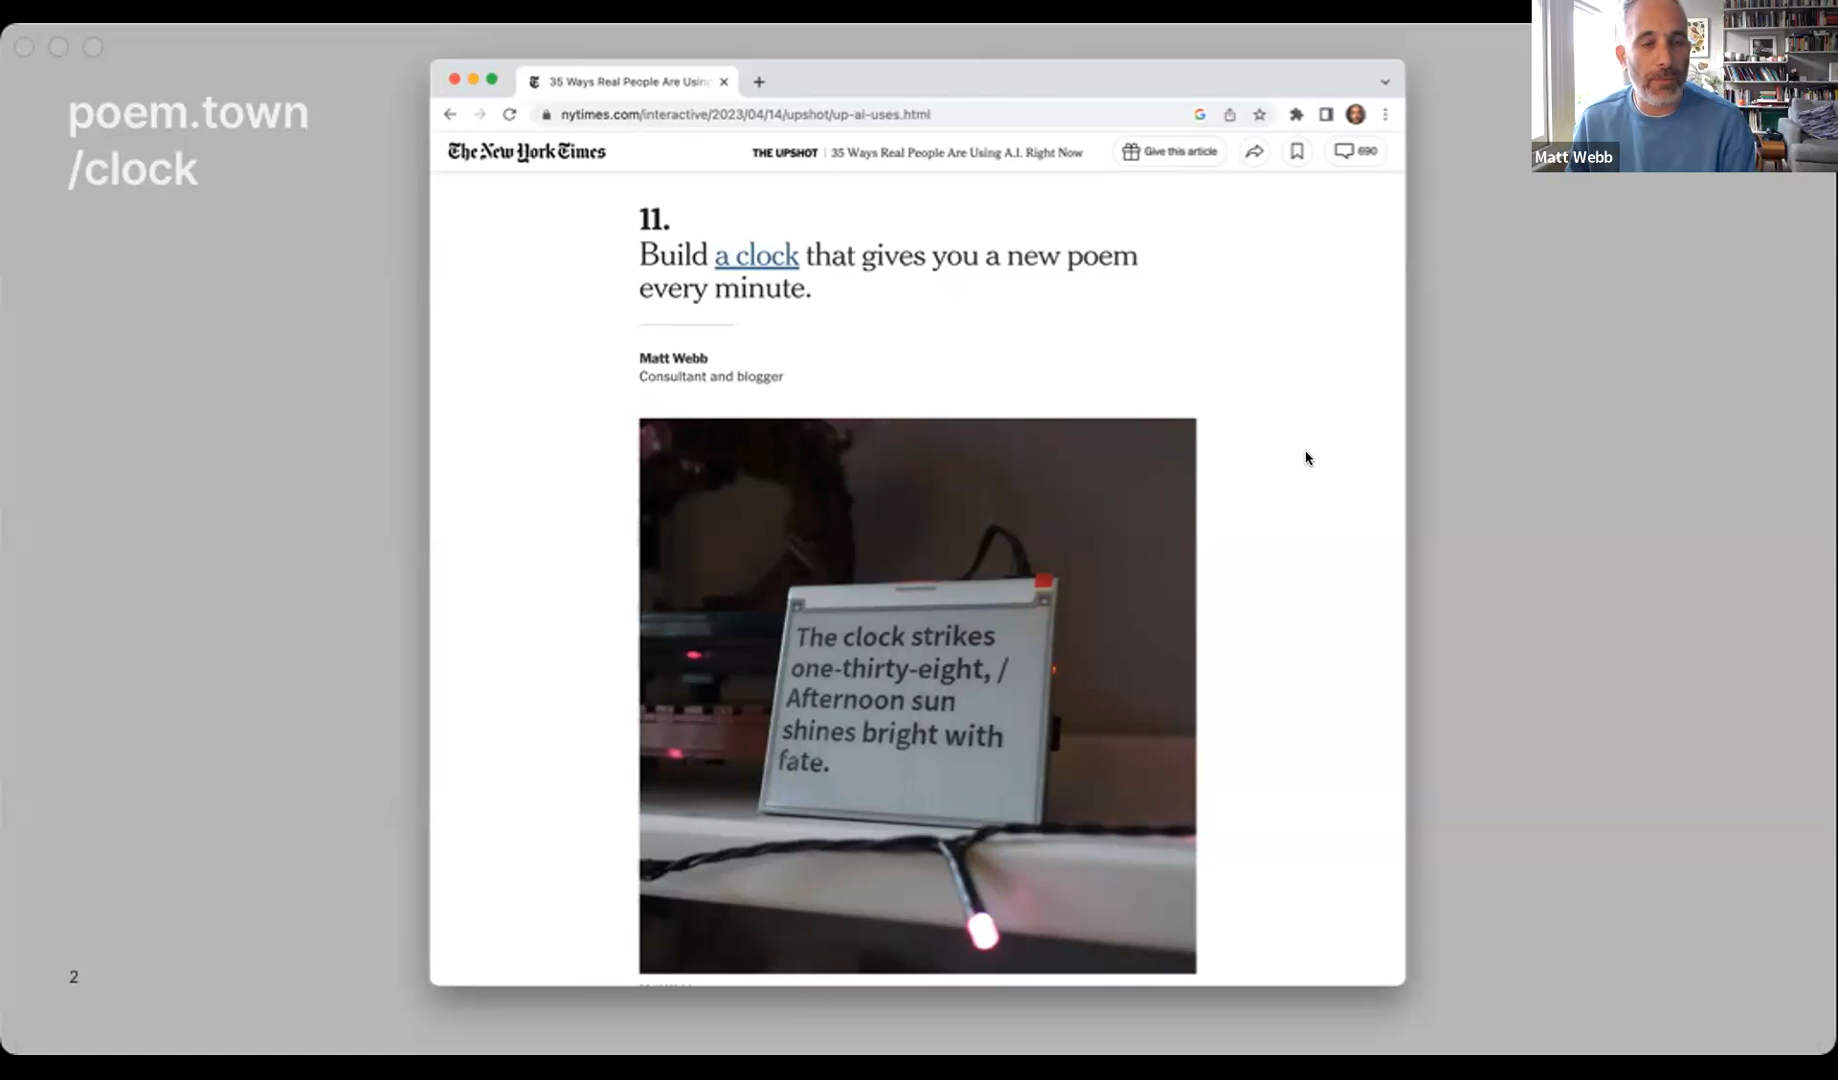 poem.town
/clock
35 Ways Real People Are Using
nytimes.com/interactive/2023/04/14/upshot/up-ai-uses.html
The New York Times
THE UPSHOT | 35 Ways Real People Are Using A.I. Right Now
Give this article
690
Matt Webb
11.
Build a clock that gives you a new poem
every minute.
Matt Webb
Consultant and blogger
The clock strikes
one-thirty-eight, /
Afternoon sun
shines bright with
fate.
2